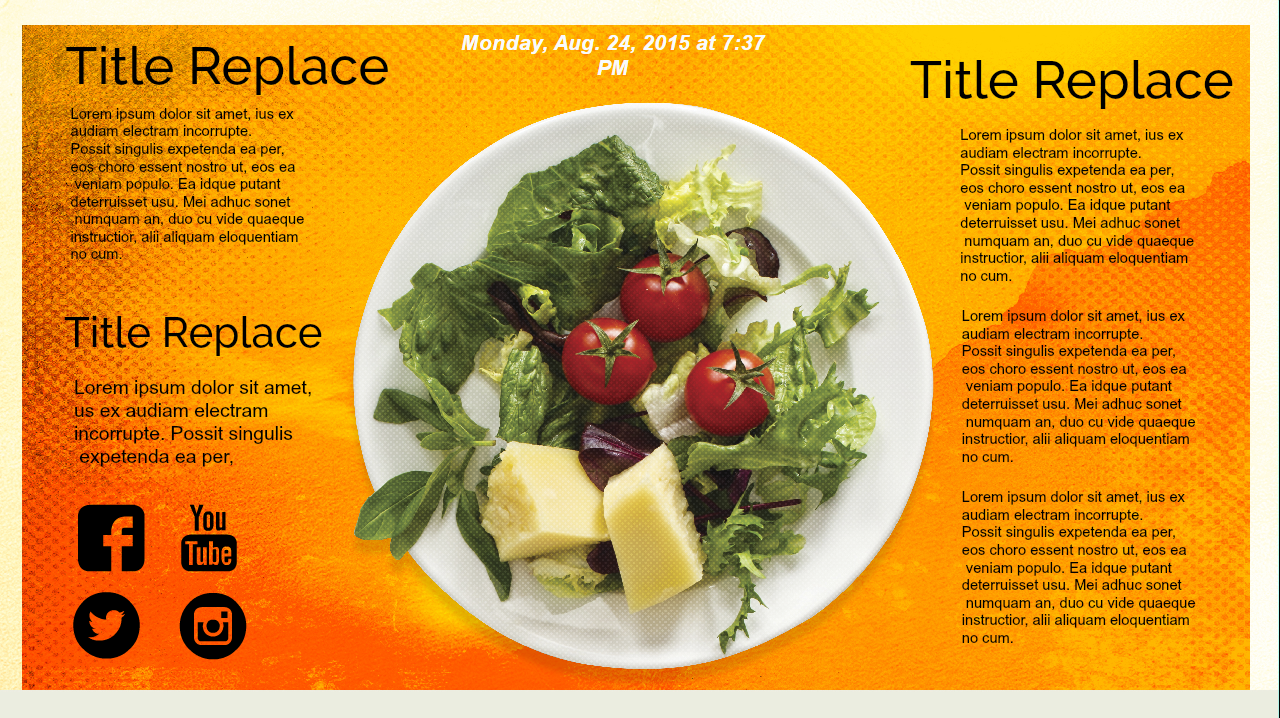 Monday, Aug. 24, 2015 at 7:37
PM
Title Replace
Lorem ipsum dolor sit amet, ius ex
audiam electram incorrupte.
Possit singulis expetenda ea per,
eos choro essent nostro ut, eos ea
veniam populo. Ea idque putant
deterruisset usu. Mei adhuc sonet
numquam an, duo cu vide quaeque
instructior, alii aliquam eloquentiam
no cum.
Title Replace
Lorem ipsum dolor sit amet,
us ex audiam electram
incorrupte. Possit singulis
expetenda ea per,
You
Tube
Title Replace
Lorem ipsum dolor sit amet, ius ex
audiam electram incorrupte.
Possit singulis expetenda ea per,
eos choro essent nostro ut, eos ea
veniam populo. Ea idque putant
deterruisset usu. Mei adhuc sonet
numquam an, duo cu vide quaeque
instructior, alii aliquam eloquentiam
no cum.
Lorem ipsum dolor sit amet, ius ex
audiam electram incorrupte.
Possit singulis expetenda ea per,
eos choro essent nostro ut, eos ea
veniam populo. Ea idque putant
deterruisset usu. Mei adhuc sonet
numquam an, duo cu vide quaeque
instructior, alii aliquam eloquentiam
no cum.
Lorem ipsum dolor sit amet, ius ex
audiam electram incorrupte.
Possit singulis expetenda ea per,
eos choro essent nostro ut, eos ea
veniam populo. Ea idque putant
deterruisset usu. Mei adhuc sonet
numquam an, duo cu vide quaeque
instructior, alii aliquam eloquentiam
no cum.